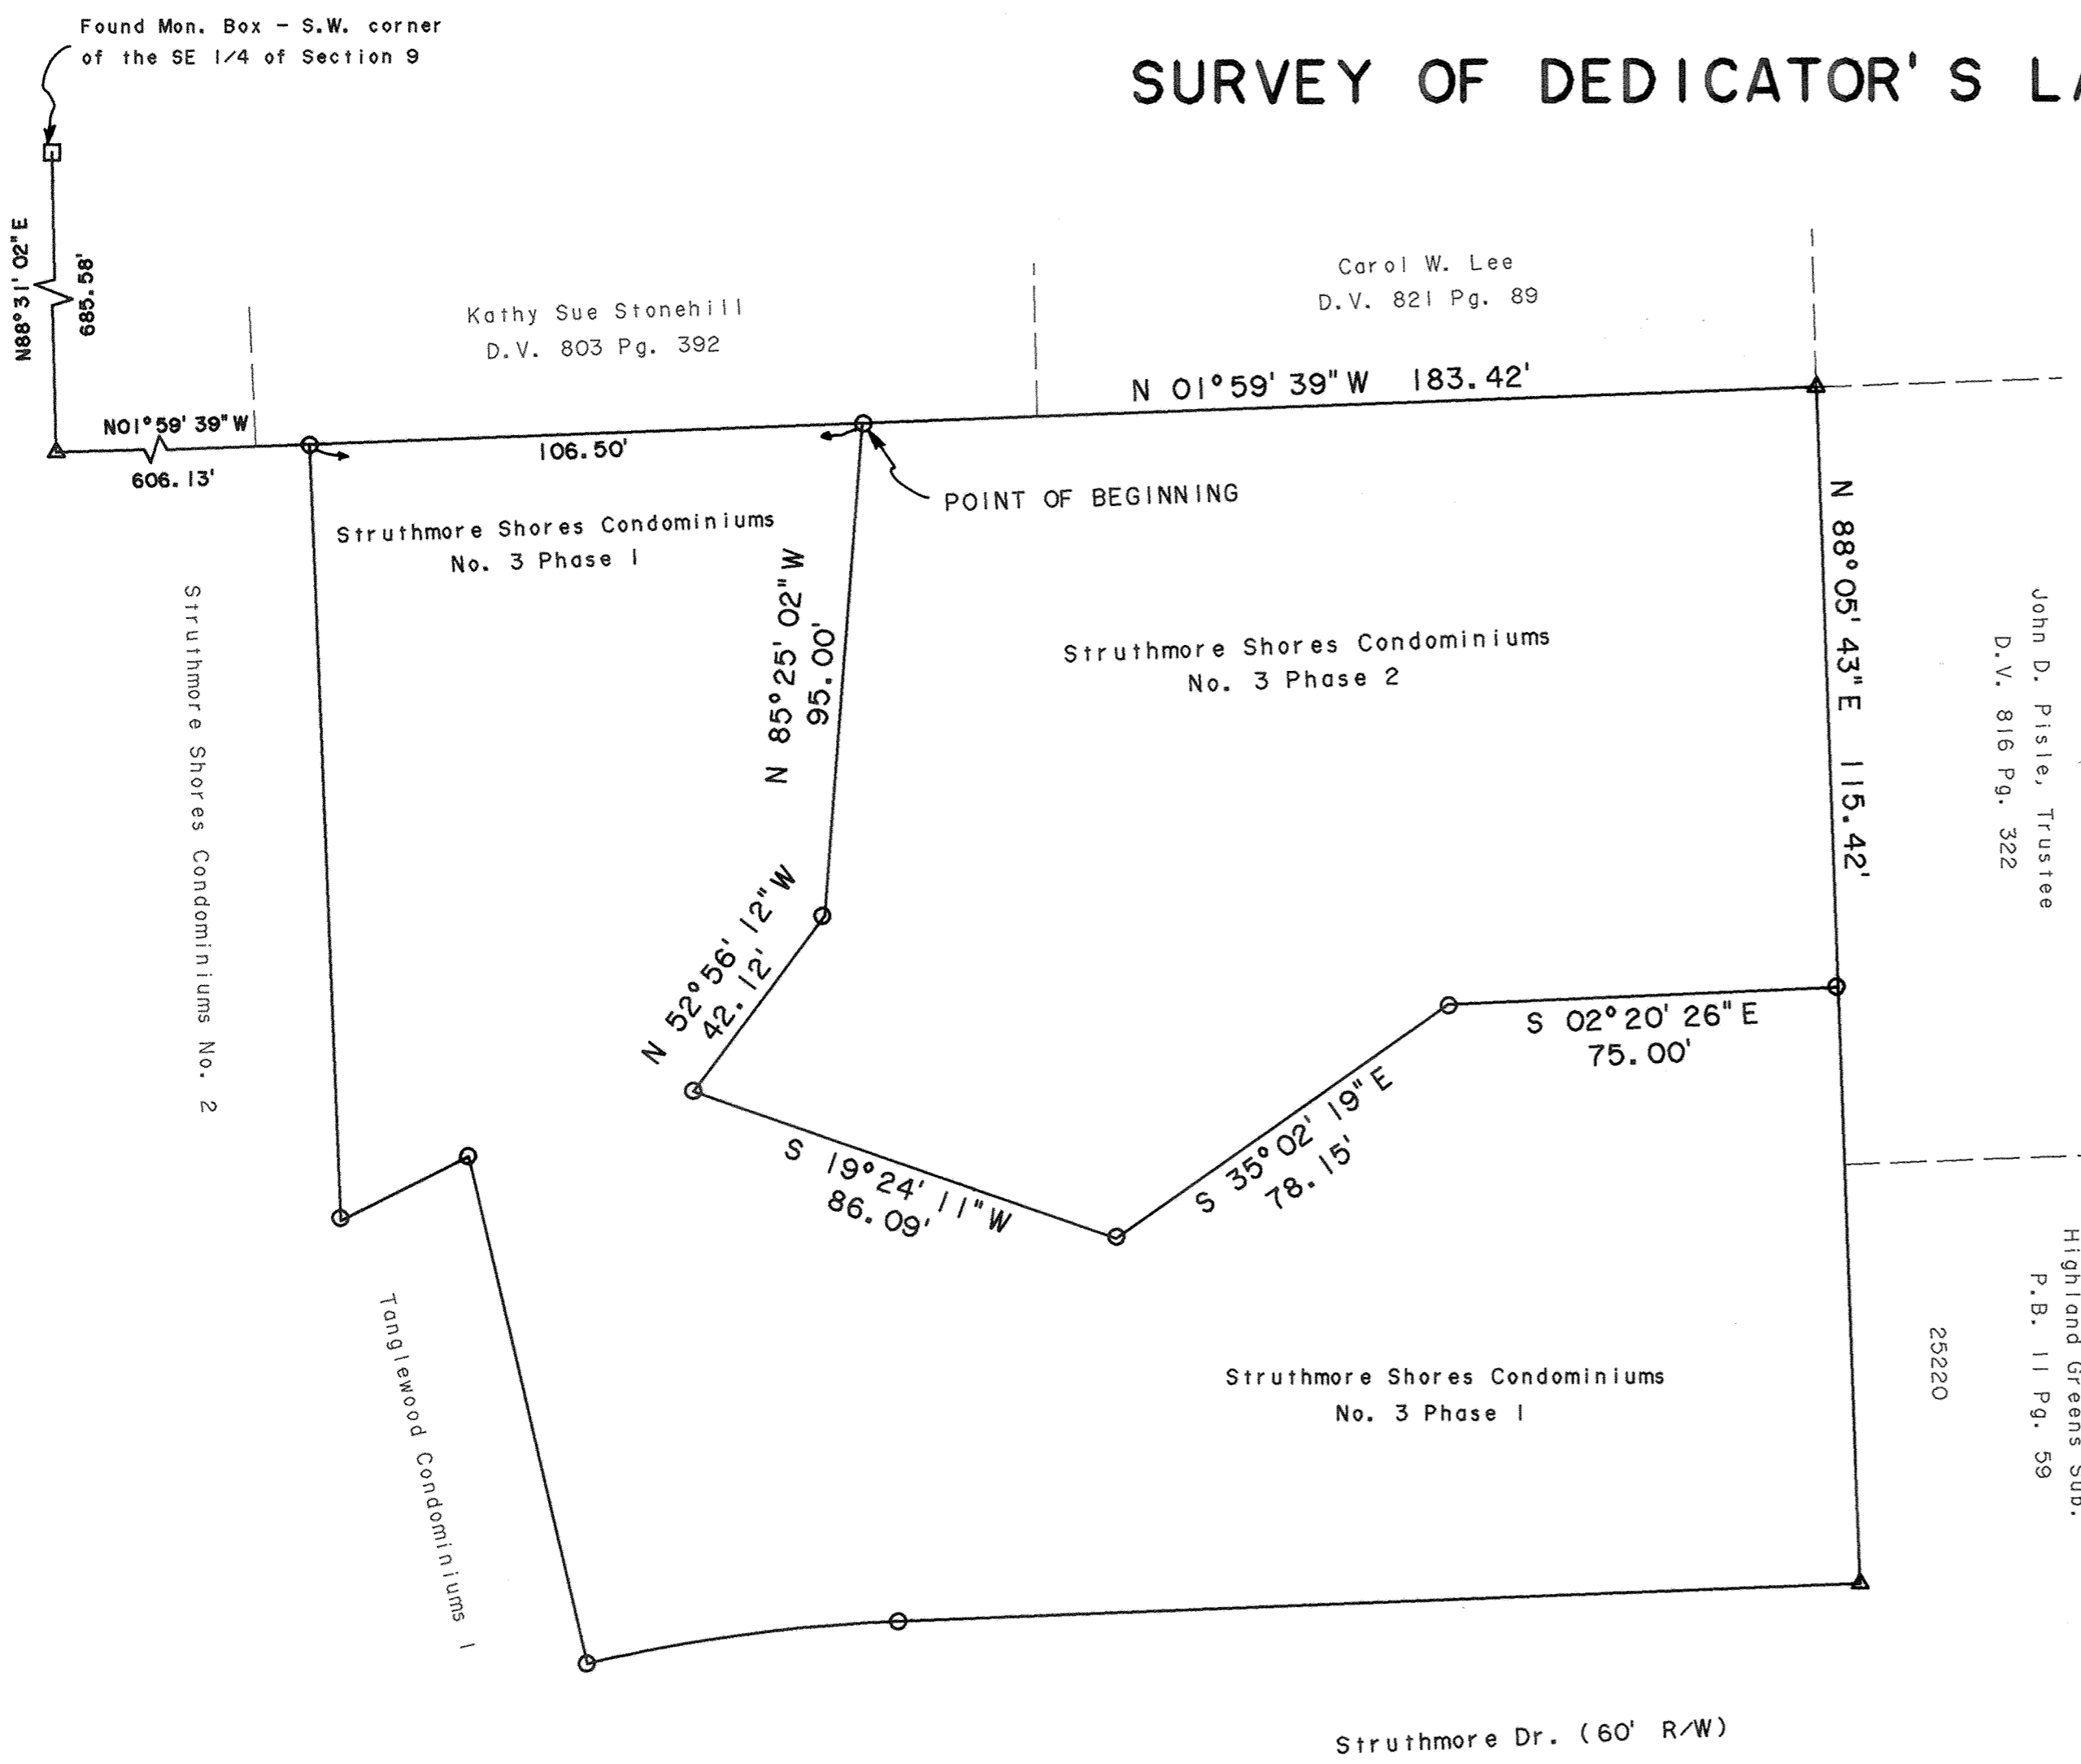 Found Mon. Box - S.W. corner
of the SE 1/4 of Section 9
SURVEY OF DEDICATOR'S
N88°31'02"E
685.58'
Kathy Sue Stonehill
D.V. 803 Pg. 392
Carol W. Lee
D.V. 821 Pg. 89
N 01°59'39"W 183.42'
N01°59'39"W
606.13'
106.50'
POINT OF BEGINNING
Struthmore Shores Condominiums
No. 3 Phase 1
N 85°25'02"W
95.00'
Struthmore Shores Condominiums
No. 3 Phase 2
N 88°05'43"E 115.42'
John D. Pisle, Trustee
D.V. 816 Pg. 322
Struthmore Shores Condominiums No. 2
N 52°56'12"W
42.12'
S 02°20'26"E
75.00'
S 19°24'11"W
86.09'
S 35°02'19"E
78.15'
Tanglewood Condominiums 1
Struthmore Shores Condominiums
No. 3 Phase 1
25220
Highland Greens Sub.
P.B. 11 Pg. 59
Struthmore Dr. (60' R/W)